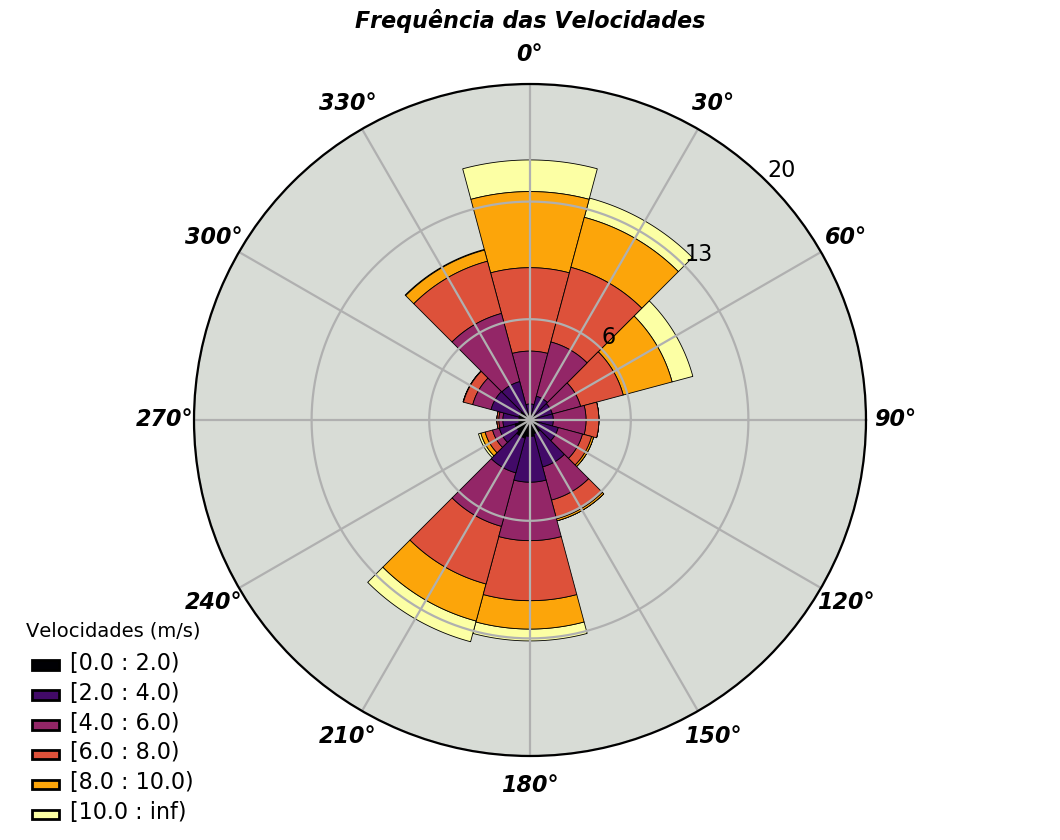 Frequência das Velocidades
0°
330°
30°
20
300°
60°
13
6
270°
90°
240°
120°
210°
150°
180°
Velocidades (m/s)
[0.0 : 2.0)
[2.0 : 4.0)
[4.0 : 6.0)
[6.0 : 8.0)
[8.0 : 10.0)
[10.0 : inf)